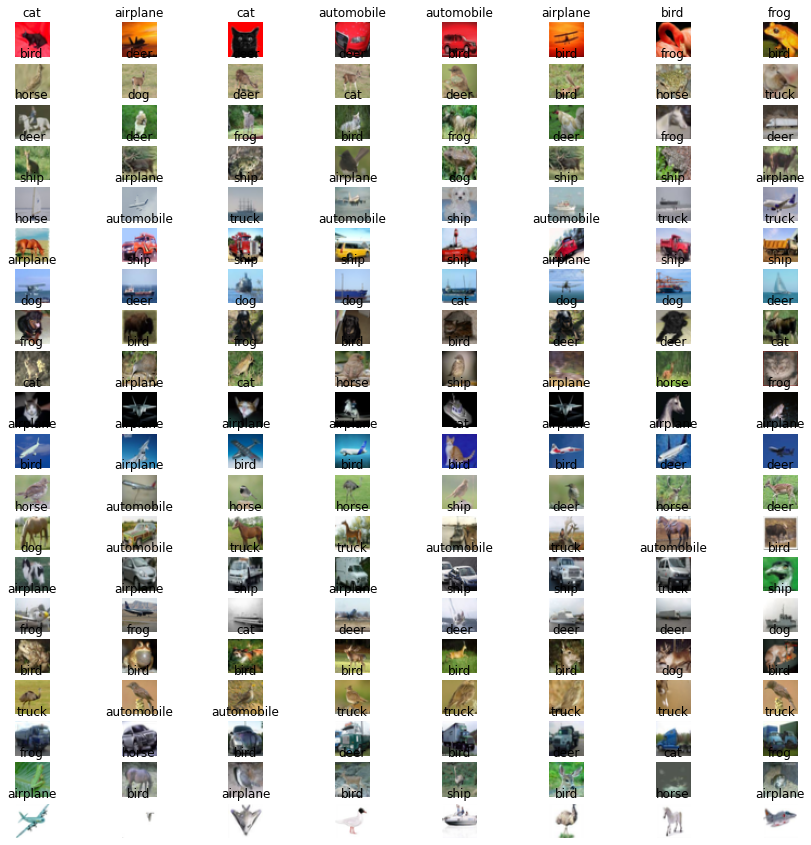 cat airplane cat automobile automobile airplane bird frog
bird deer deer deer bird bird frog bird
horse dog deer cat deer bird horse truck
deer deer frog bird frog deer frog deer
ship airplane ship airplane dog ship ship airplane
horse automobile truck automobile ship automobile truck truck
airplane ship ship ship ship airplane ship ship
dog deer dog dog cat dog dog deer
frog bird frog bird bird deer deer cat
cat airplane cat horse ship airplane horse frog
airplane airplane airplane airplane cat airplane airplane airplane
bird airplane bird bird bird bird deer deer
horse automobile horse horse ship deer horse deer
dog automobile truck truck automobile truck automobile bird
airplane airplane ship airplane ship ship truck ship
frog frog cat deer deer deer deer dog
bird bird bird bird bird bird dog bird
truck automobile automobile truck truck truck truck truck
frog horse bird deer bird deer cat frog
airplane bird airplane bird ship bird horse airplane